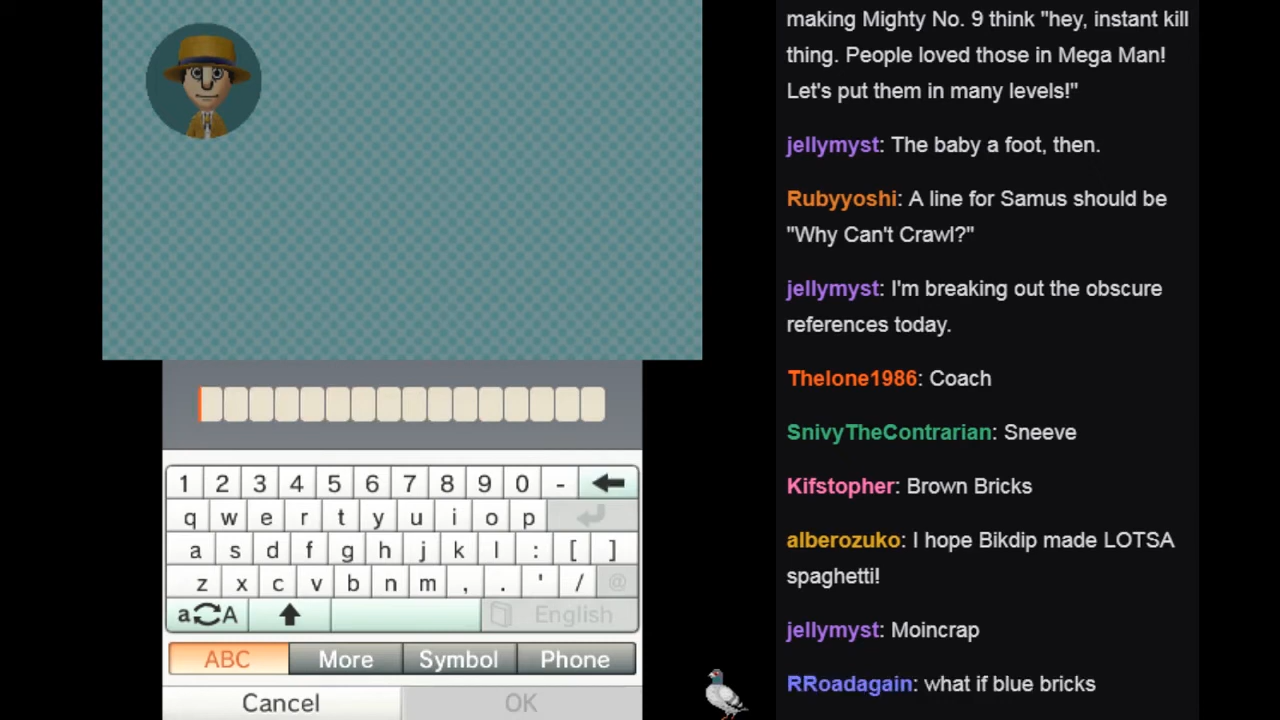 making Mighty No. 9 think "hey, instant kill
thing. People loved those in Mega Man!
Let's put them in many levels!"
jellymyst: The baby a foot, then.
Rubyyoshi: A line for Samus should be
"Why Can't Crawl?"
jellymyst: I'm breaking out the obscure
references today.
Thelone1986: Coach
SnivyTheContrarian: Sneeve
Kifstopher: Brown Bricks
alberozuko: I hope Bikdip made LOTSA
spaghetti!
jellymyst: Moincrap
RRoadagain: what if blue bricks
1 2 3 4 5 6 7 8 9 0 -
q w e r t y u i o p
a s d f g h j k l : [ ]
z x c v b n m , . ' / @
a A English
ABC More Symbol Phone
Cancel OK